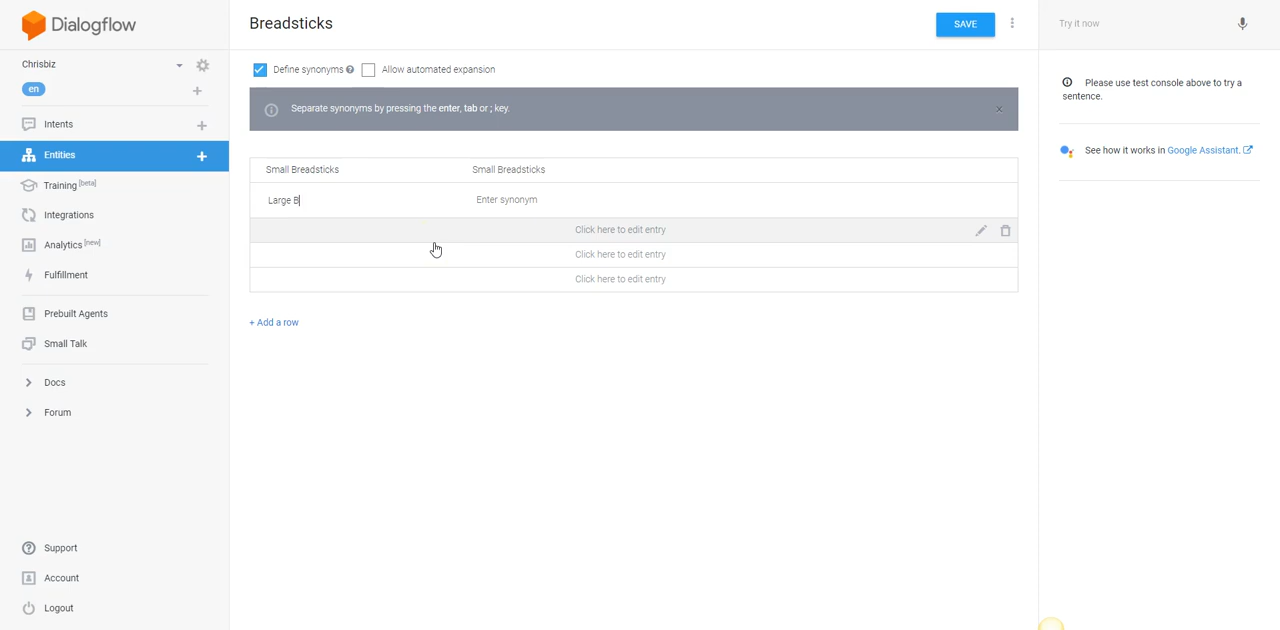 Dialogflow
Breadsticks
SAVE
Try it now
Chrisbiz
en
Define synonyms
Allow automated expansion
Please use test console above to try a
sentence.
Separate synonyms by pressing the enter, tab or ; key.
x
Intents
Entities
See how it works in Google Assistant.
Small Breadsticks Small Breadsticks
Training [beta]
Large B Enter synonym
Integrations
Click here to edit entry
Analytics [new]
Click here to edit entry
Fulfillment
Click here to edit entry
Prebuilt Agents
+ Add a row
Small Talk
Docs
Forum
Support
Account
Logout